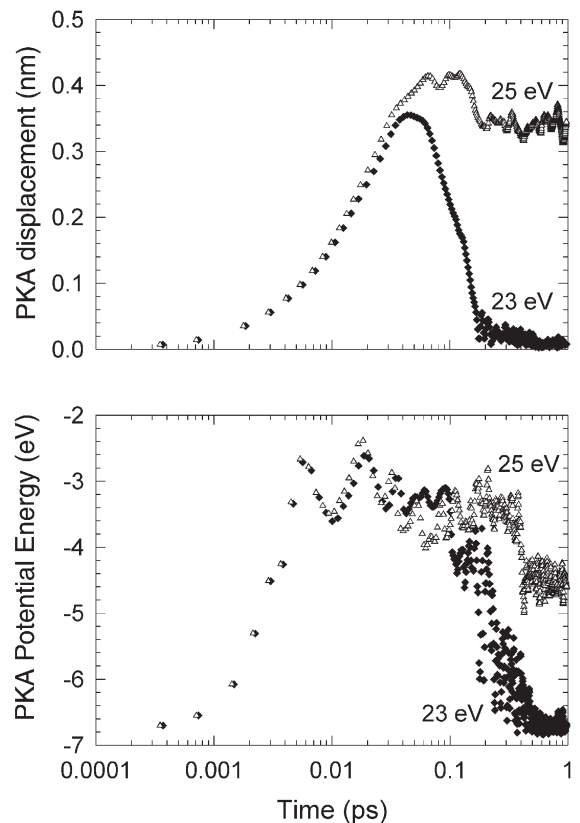 0.5
0.4
0.3
0.2
0.1
0.0
PKA displacement (nm)
25 eV
23 eV
-2
-3
-4
-5
-6
-7
PKA Potential Energy (eV)
25 eV
23 eV
0.0001 0.001 0.01 0.1 1
Time (ps)